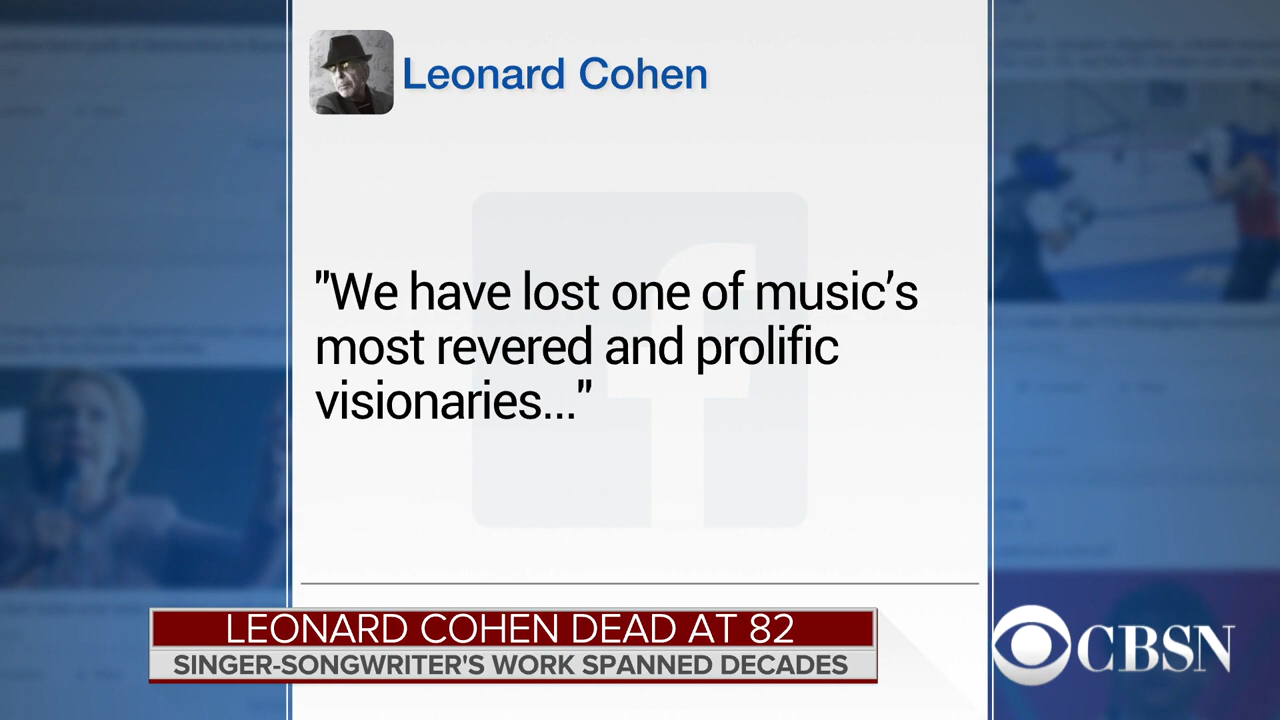 Leonard Cohen
"We have lost one of music’s
most revered and prolific
visionaries..."
LEONARD COHEN DEAD AT 82
SINGER-SONGWRITER'S WORK SPANNED DECADES
CBSN